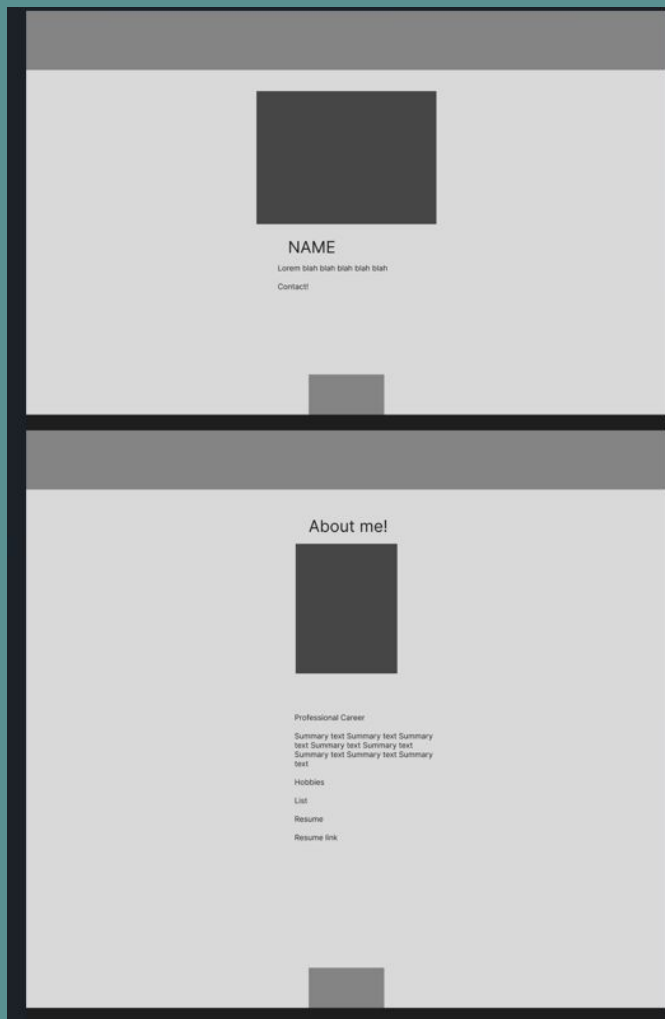 NAME
Lorem blah blah blah blah blah
Contact!
About me!
Professional Career
Summary text Summary text Summary
text Summary text Summary text
Summary text Summary text Summary
text
Hobbies
List
Resume
Resume link